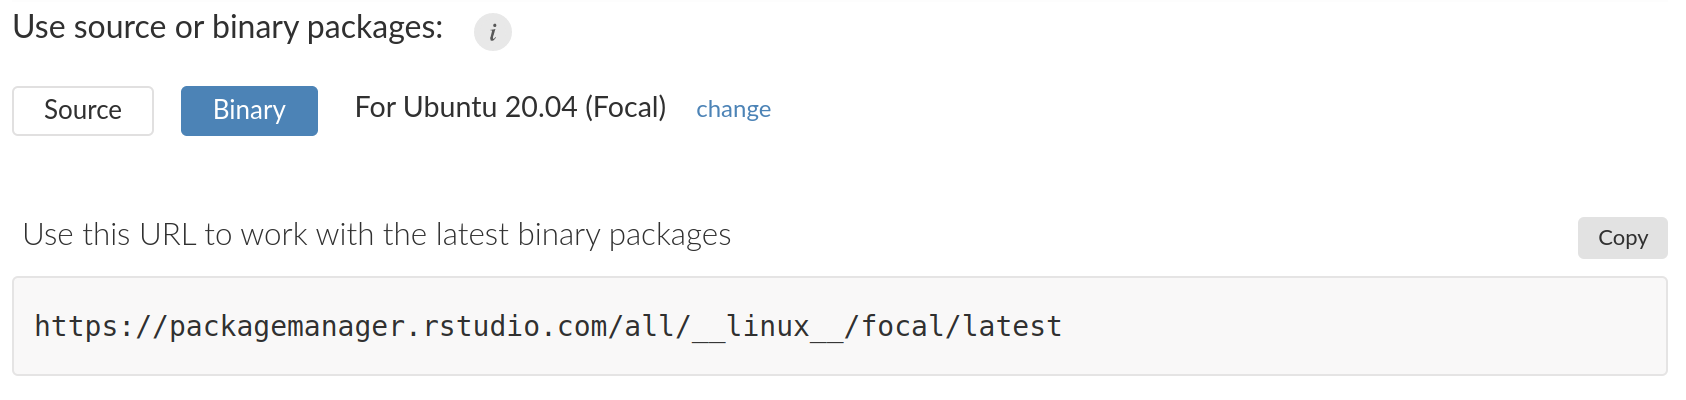 Use source or binary packages: i
Source Binary For Ubuntu 20.04 (Focal) change
Use this URL to work with the latest binary packages Copy
https://packagemanager.rstudio.com/all/__linux__/focal/latest